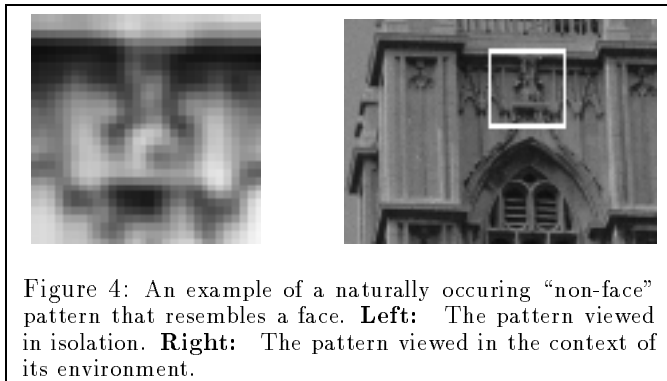 Figure 4: An example of a naturally occuring “non-face”
pattern that resembles a face. Left: The pattern viewed
in isolation. Right: The pattern viewed in the context of
its environment.